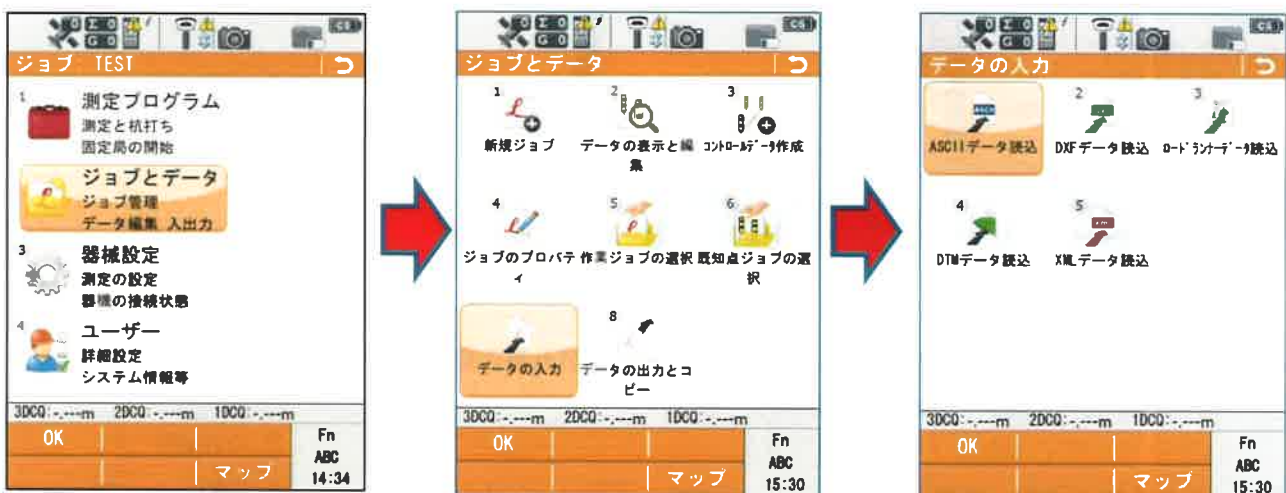 CS
ジョブ TEST
1
測定プログラム
測定と杭打ち
固定局の開始
ジョブとデータ
ジョブ管理
データ編集 入出力
3
器械設定
測定の設定
器機の接続状態
4
ユーザー
詳細設定
システム情報等
3DCQ:-.---m 2DCQ:-.---m 1DCQ:-.---m
OK
マップ
Fn
ABC
14:34
CS
ジョブとデータ
1
新規ジョブ
2
データの表示と編
集
3
コントロールデータ作成
4
ジョブのプロパテ
ィ
5
作業ジョブの選択
6
既知点ジョブの選
択
データの入力
8
データの出力とコ
ピー
3DCQ:-.---m 2DCQ:-.---m 1DCQ:-.---m
OK
マップ
Fn
ABC
15:30
CS
データの入力
ASCII
ASCIIデータ読込
2
DXFデータ読込
3
ロードランナーデータ読込
4
DTMデータ読込
5
XMLデータ読込
3DCQ:-.---m 2DCQ:-.---m 1DCQ:-.---m
OK
マップ
Fn
ABC
15:30